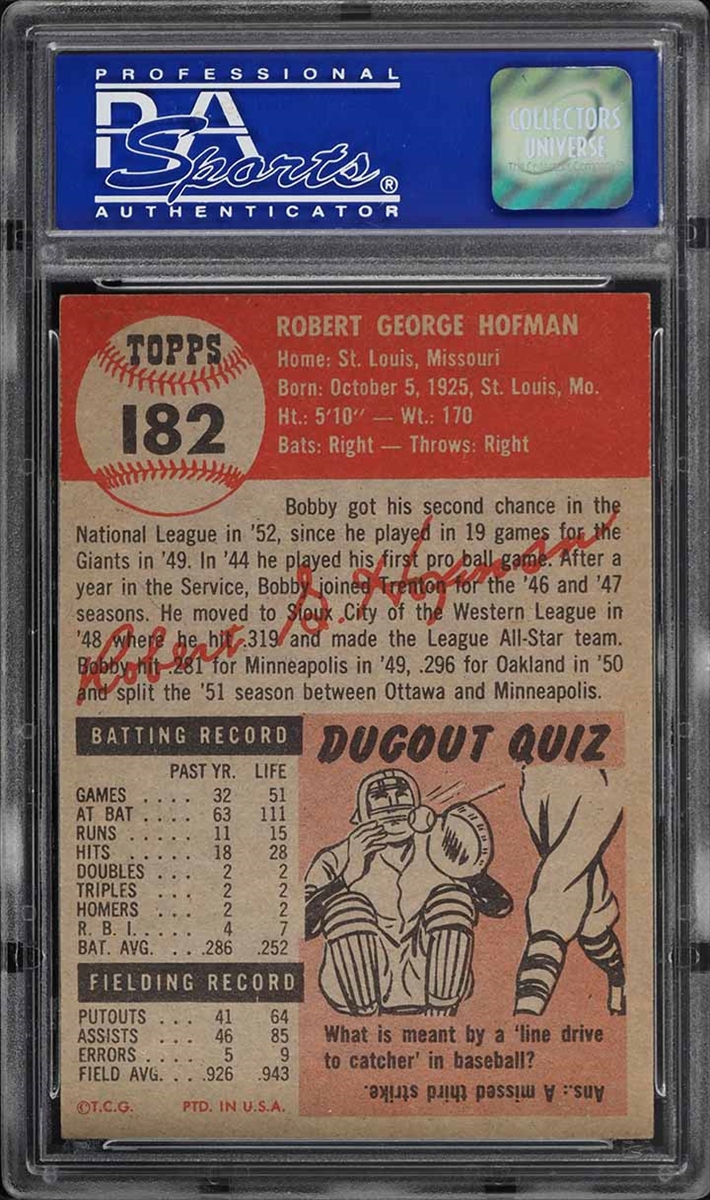 PROFESSIONAL
PSA
Sports®
AUTHENTICATOR
COLLECTORS
UNIVERSE
TOPPS
182
ROBERT GEORGE HOFMAN
Home: St. Louis, Missouri
Born: October 5, 1925, St. Louis, Mo.
Ht.: 5'10" — Wt.: 170
Bats: Right — Throws: Right
Bobby got his second chance in the
National League in '52, since he played in 19 games for the
Giants in '49. In '44 he played his first pro ball game. After a
year in the Service, Bobby joined Trenton for the '46 and '47
seasons. He moved to Sioux City of the Western League in
'48 where he hit .319 and made the League All-Star team.
Bobby hit .281 for Minneapolis in '49, .296 for Oakland in '50
and split the '51 season between Ottawa and Minneapolis.
Robert G. Hofman
BATTING RECORD
PAST YR. LIFE
GAMES .... 32 51
AT BAT .... 63 111
RUNS ..... 11 15
HITS ..... 18 28
DOUBLES ... 2 2
TRIPLES ... 2 2
HOMERS ... 2 2
R. B. I..... 4 7
BAT. AVG. . .286 .252
FIELDING RECORD
PUTOUTS ... 41 64
ASSISTS ... 46 85
ERRORS .... 5 9
FIELD AVG. . .926 .943
©T.C.G. PTD. IN U.S.A.
DUGOUT QUIZ
What is meant by a 'line drive
to catcher' in baseball?
Ans.: A missed third strike.